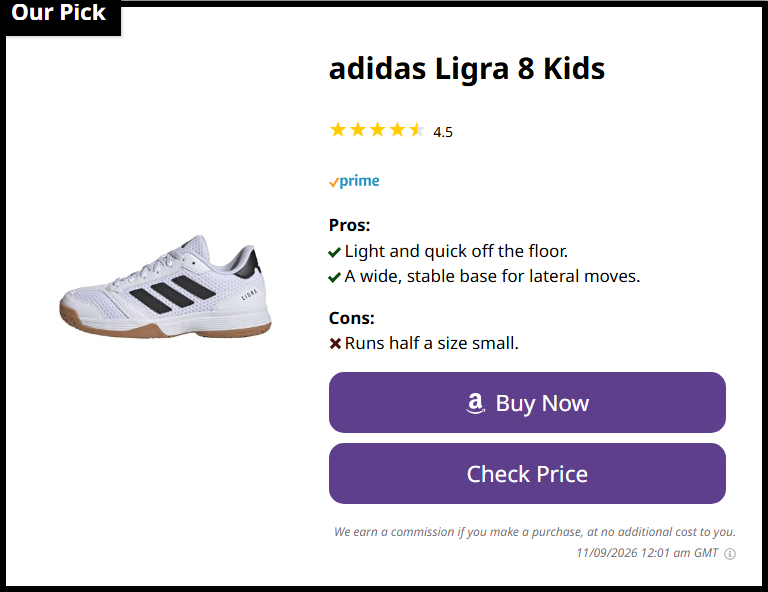 Our Pick
adidas Ligra 8 Kids
4.5
prime
Pros:
Light and quick off the floor.
A wide, stable base for lateral moves.
Cons:
Runs half a size small.
LIGRA
Buy Now
Check Price
We earn a commission if you make a purchase, at no additional cost to you.
11/09/2026 12:01 am GMT